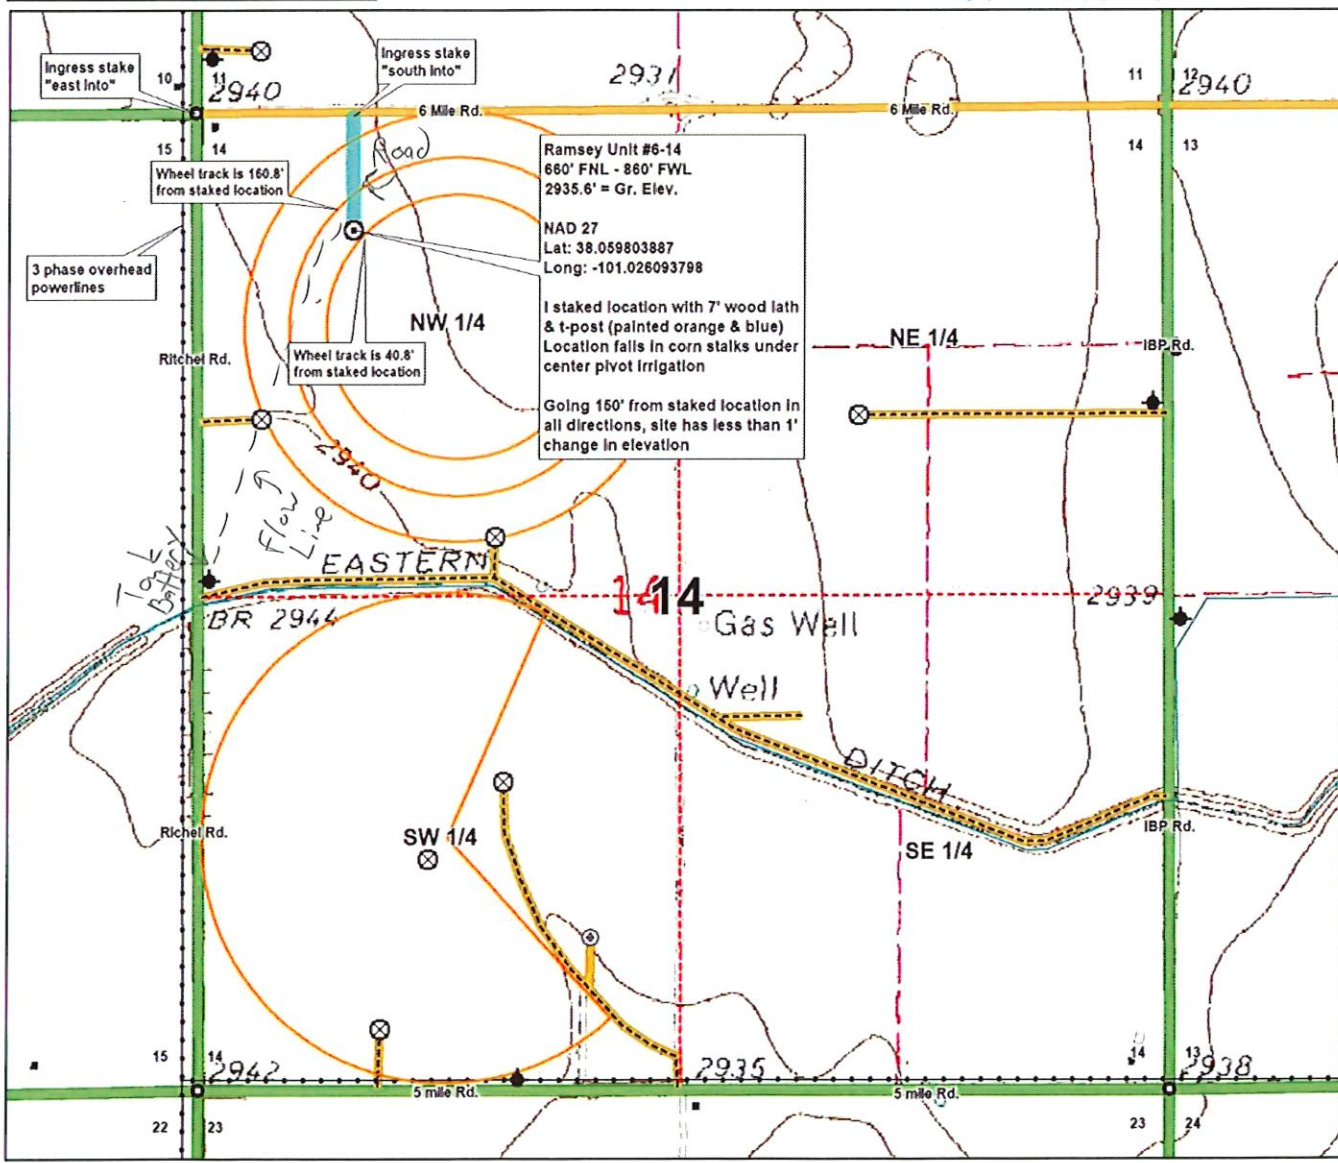 Ingress stake
"east into"
Ingress stake
"south into"
10
11
2940
2931
11
12
2940
6 Mile Rd.
6 Mile Rd.
15
14
14
13
Road
Wheel track is 160.8'
from staked location
Ramsey Unit #6-14
660' FNL - 860' FWL
2935.6' = Gr. Elev.
NAD 27
Lat: 38.059803887
Long: -101.026093798
I staked location with 7' wood lath
& t-post (painted orange & blue)
Location falls in corn stalks under
center pivot irrigation
Going 150' from staked location in
all directions, site has less than 1'
change in elevation
3 phase overhead
powerlines
NW 1/4
NE 1/4
Ritchel Rd.
IBP Rd.
Wheel track is 40.8'
from staked location
2940
Flow
Line
Tank
Battery
EASTERN
14
14
2939
BR 2944
Gas Well
Well
DITCH
Richel Rd.
SW 1/4
IBP Rd.
SE 1/4
15
14
2942
2935
14
13
2938
5 mile Rd.
5 mile Rd.
22
23
23
24